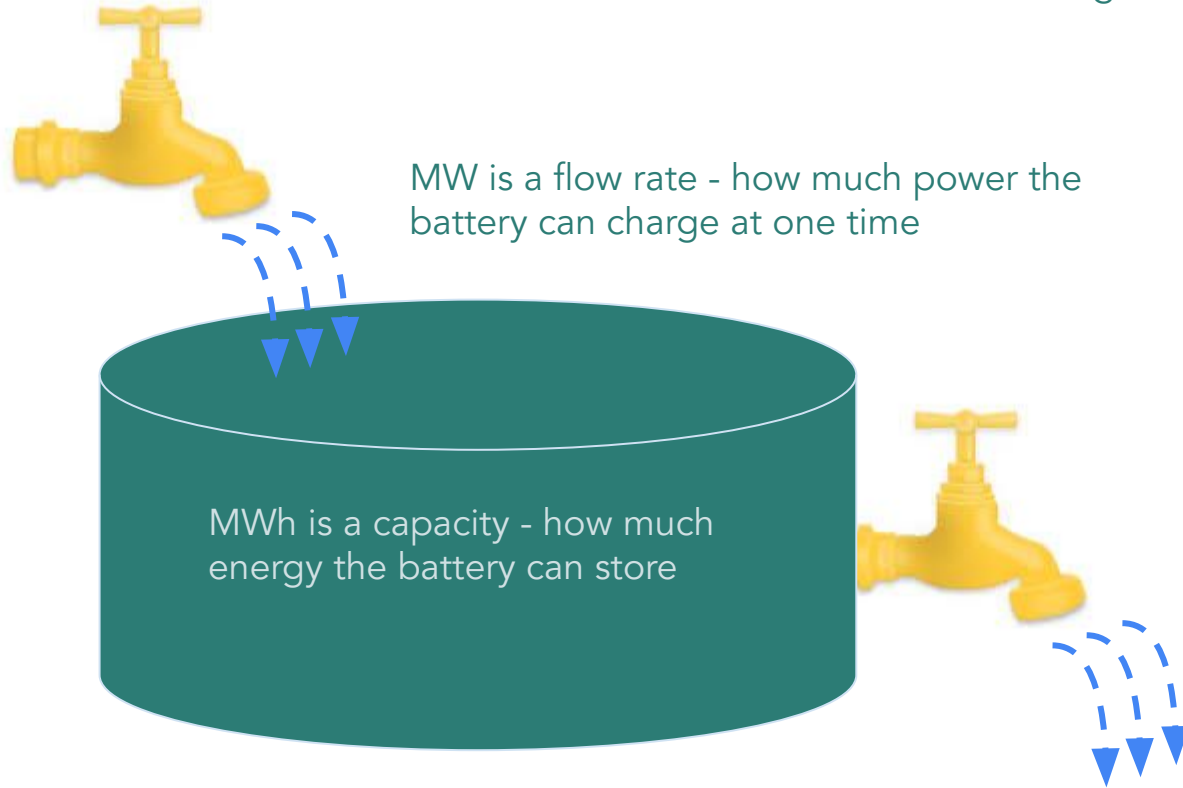 MW is a flow rate - how much power the
battery can charge at one time
MWh is a capacity - how much
energy the battery can store